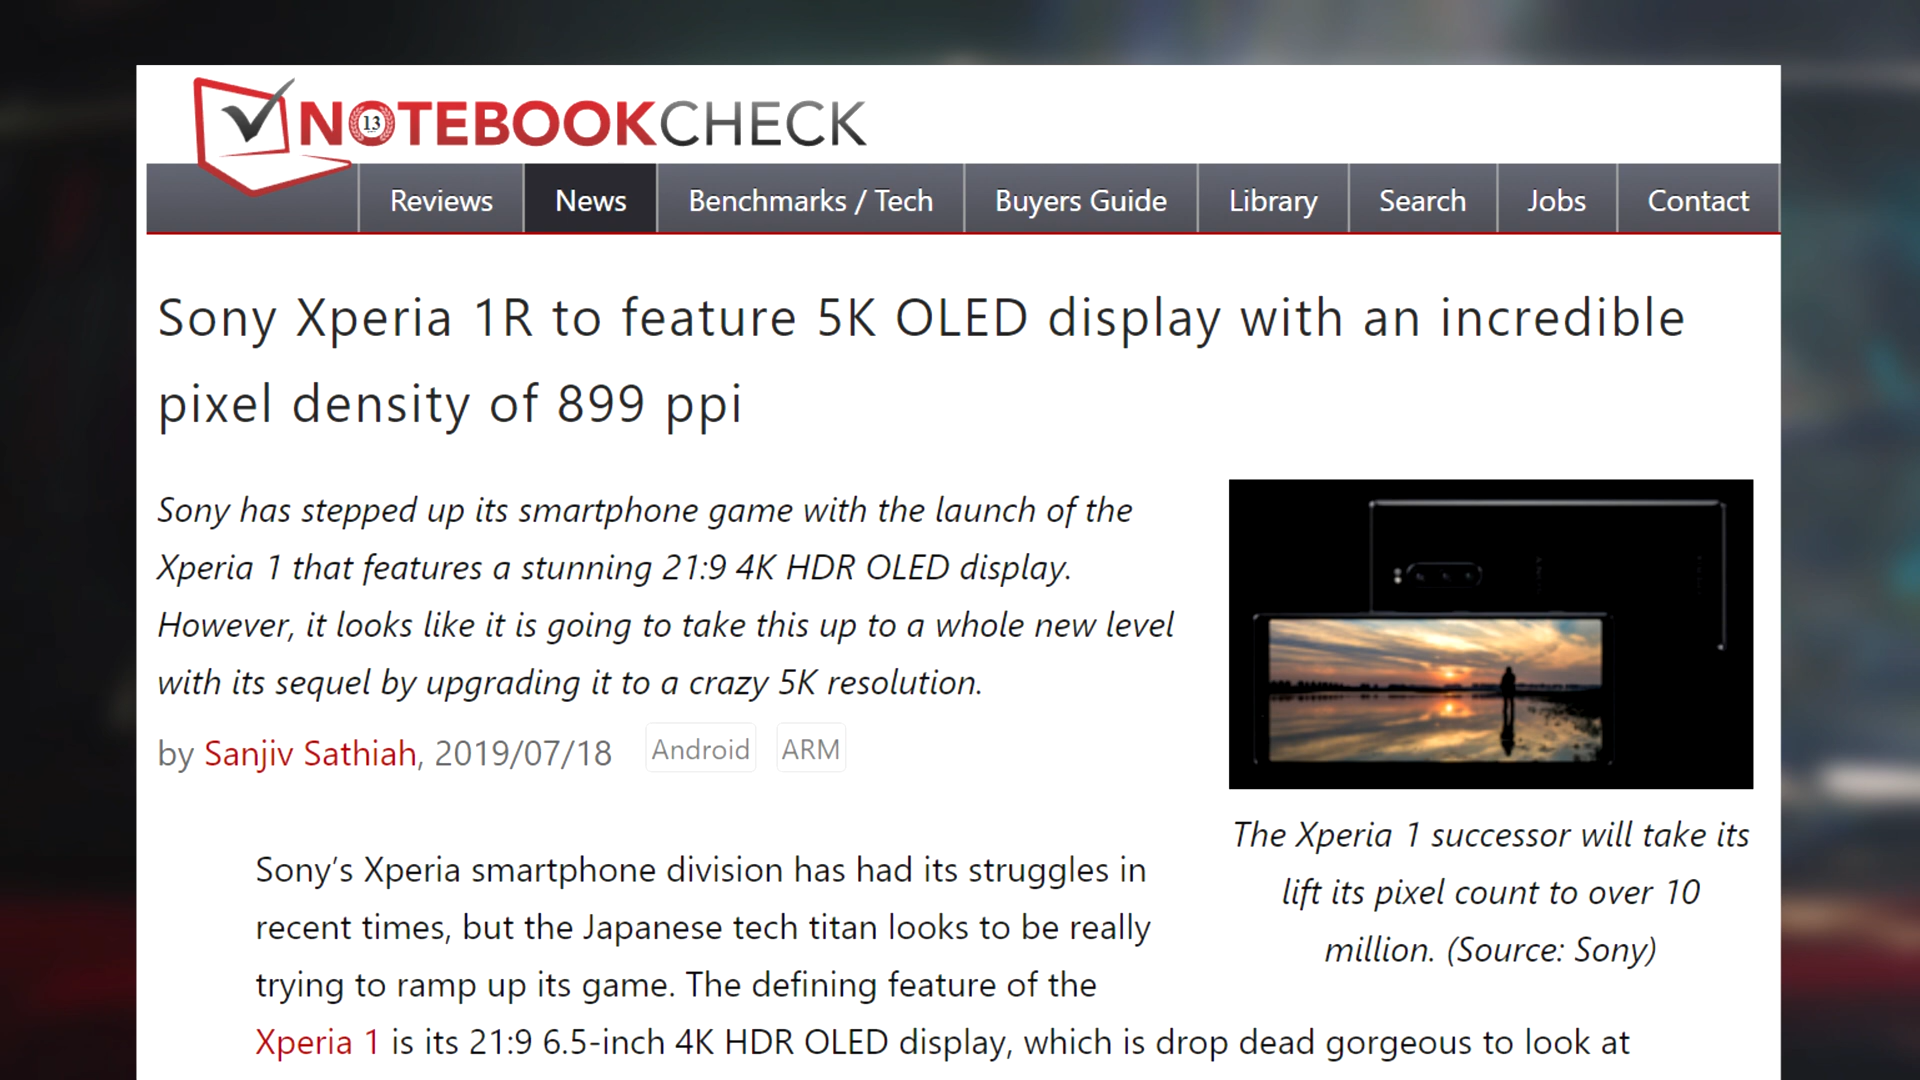 NOTEBOOKCHECK
13
Reviews
News
Benchmarks / Tech
Buyers Guide
Library
Search
Jobs
Contact
Sony Xperia 1R to feature 5K OLED display with an incredible
pixel density of 899 ppi
Sony has stepped up its smartphone game with the launch of the
Xperia 1 that features a stunning 21:9 4K HDR OLED display.
However, it looks like it is going to take this up to a whole new level
with its sequel by upgrading it to a crazy 5K resolution.
by Sanjiv Sathiah, 2019/07/18
Android
ARM
The Xperia 1 successor will take its
lift its pixel count to over 10
million. (Source: Sony)
Sony’s Xperia smartphone division has had its struggles in
recent times, but the Japanese tech titan looks to be really
trying to ramp up its game. The defining feature of the
Xperia 1 is its 21:9 6.5-inch 4K HDR OLED display, which is drop dead gorgeous to look at